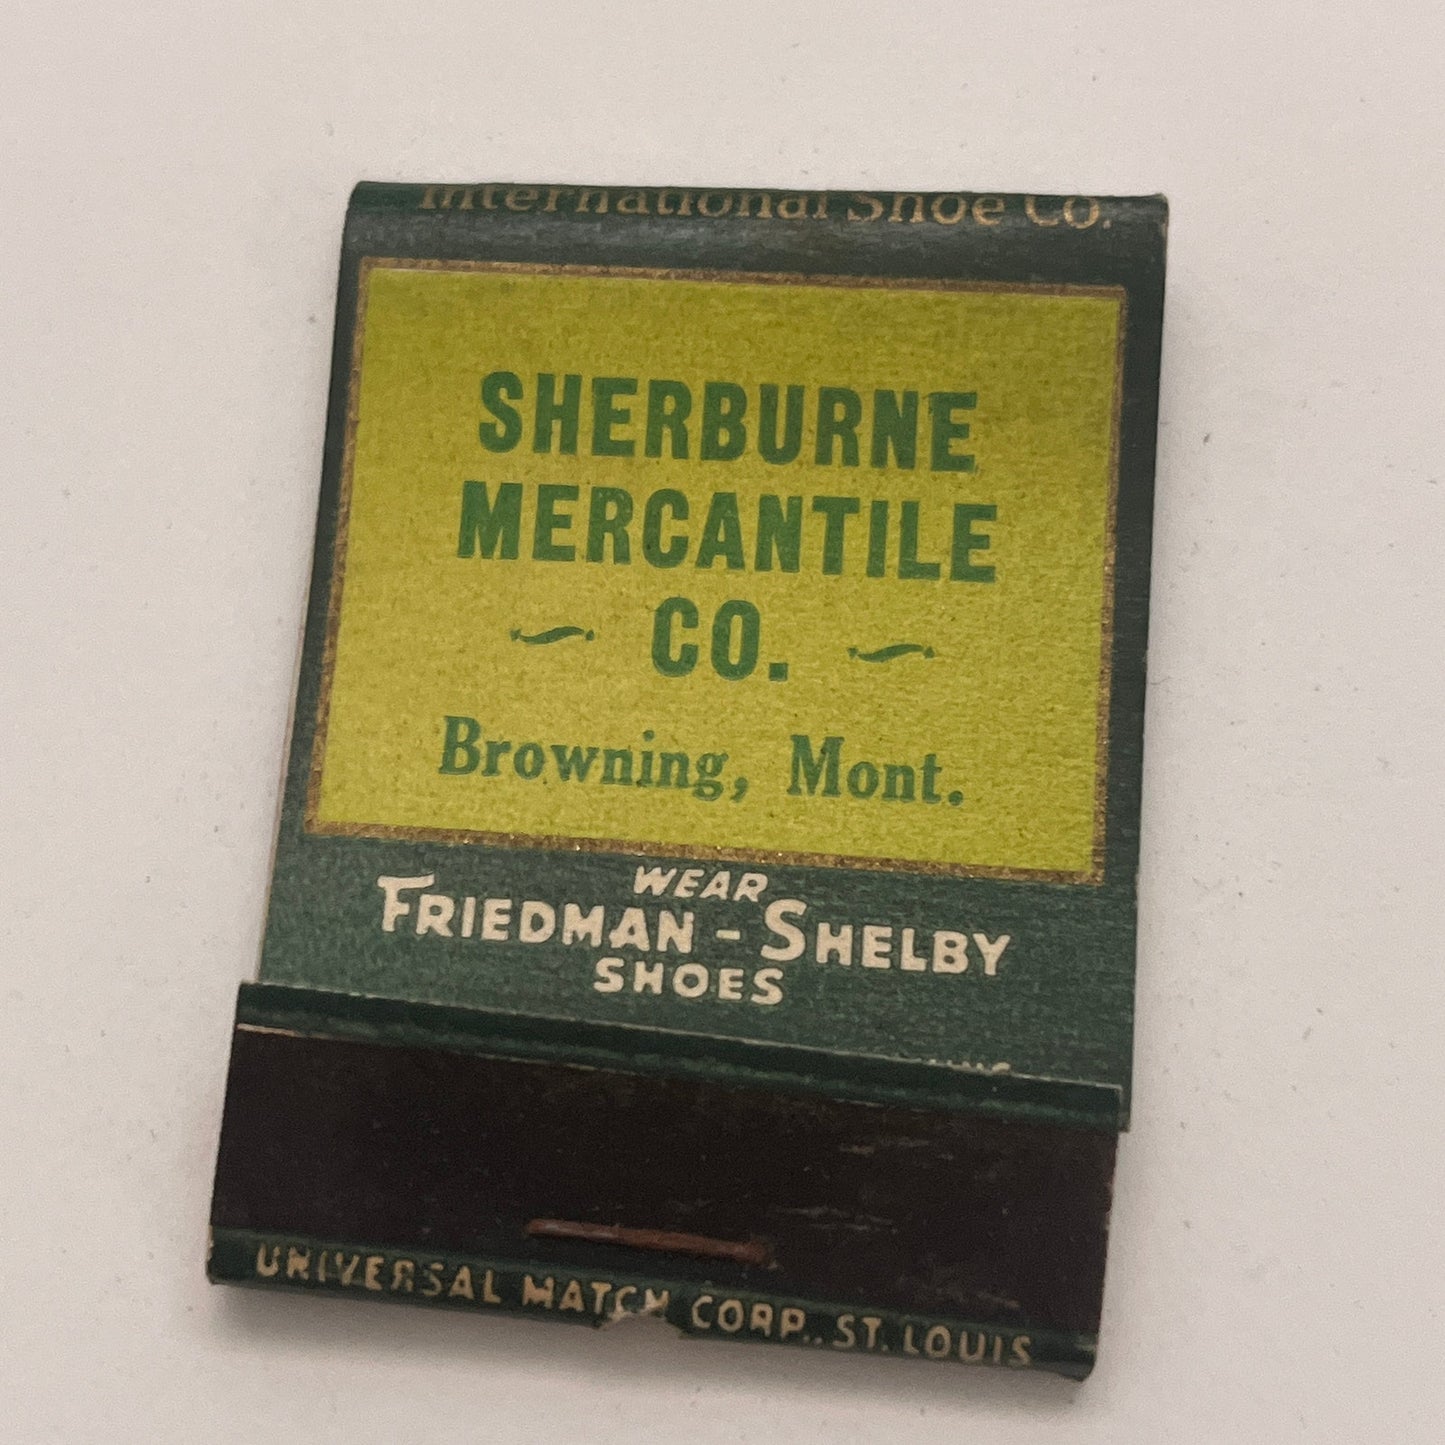 International Shoe Co.
SHERBURNE
MERCANTILE
CO.
Browning, Mont.
WEAR
FRIEDMAN - SHELBY
SHOES
UNIVERSAL MATCH CORP., ST. LOUIS